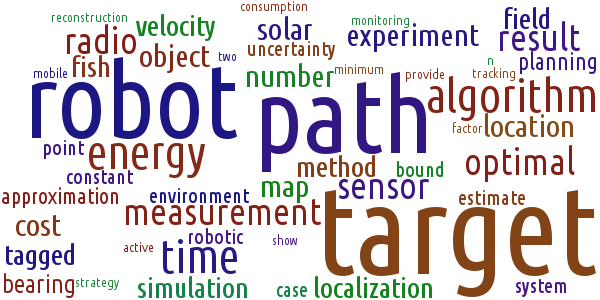 reconstruction
consumption
radio
velocity
solar
monitoring
field
fish
object
two
uncertainty
experiment
result
mobile
robot
number
path
minimum
provide
n
tracking
planning
algorithm
point
energy
method
bound
factor
location
constant
map
sensor
optimal
approximation
environment
measurement
target
estimate
cost
robotic
tagged
active
time
show
bearing
strategy
simulation
case
localization
system